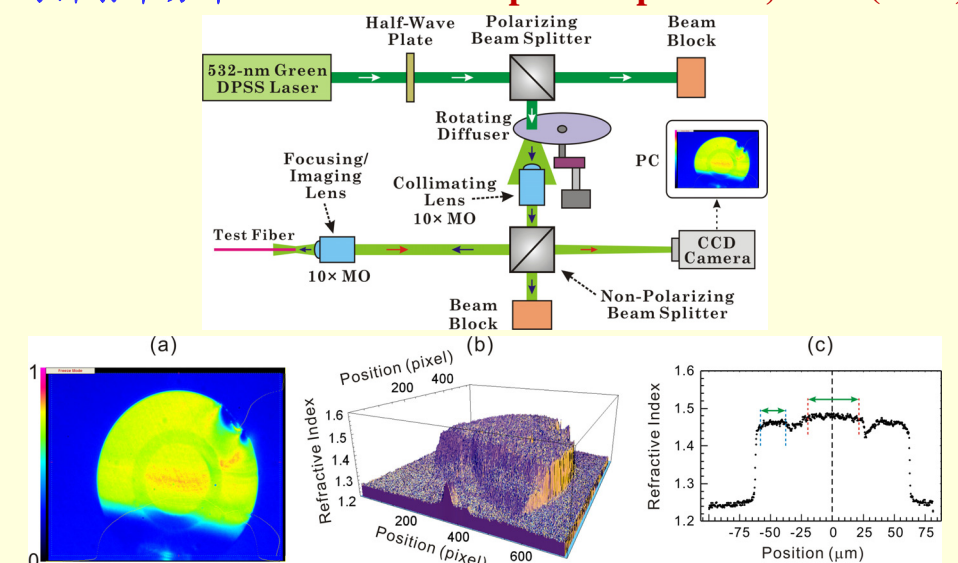 Half-Wave
Plate
Polarizing
Beam Splitter
Beam
Block
532-nm Green
DPSS Laser
Rotating
Diffuser
PC
Focusing/
Imaging
Lens
Collimating
Lens
10× MO
Test Fiber
10× MO
CCD
Camera
Beam
Block
Non-Polarizing
Beam Splitter
(a)
1
0
Freeze Mode
(b)
Position (pixel)
200 400
Refractive Index
1.6
1.5
1.4
1.3
1.2
200
400
600
Position (pixel)
(c)
Refractive Index
1.6
1.5
1.4
1.3
1.2
-75 -50 -25 0 25 50 75
Position (μm)